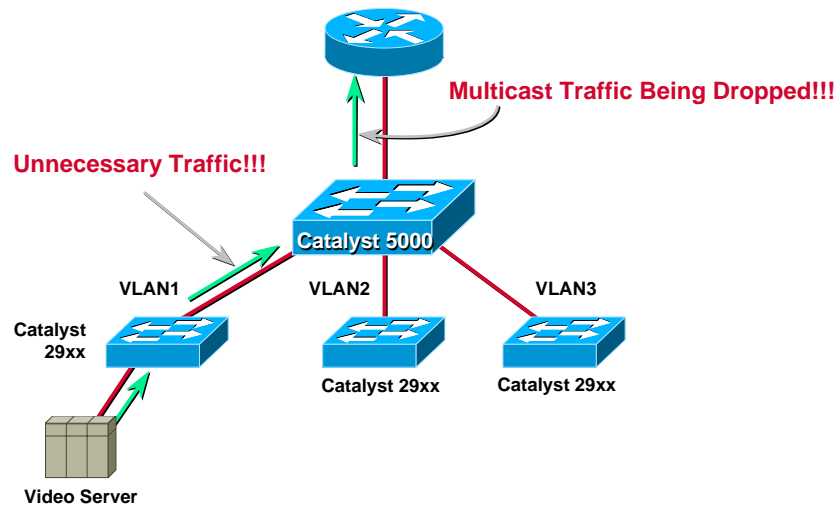 Multicast Traffic Being Dropped!!!
Unnecessary Traffic!!!
Catalyst 5000
VLAN1
VLAN2
VLAN3
Catalyst
29xx
Catalyst 29xx
Catalyst 29xx
Video Server